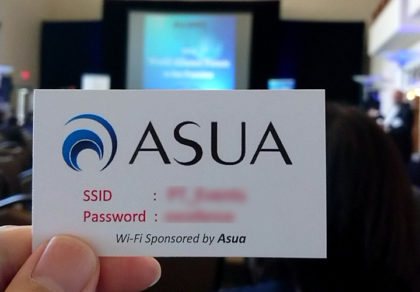 ASUA
SSID :
Password :
Wi-Fi Sponsored by Asua